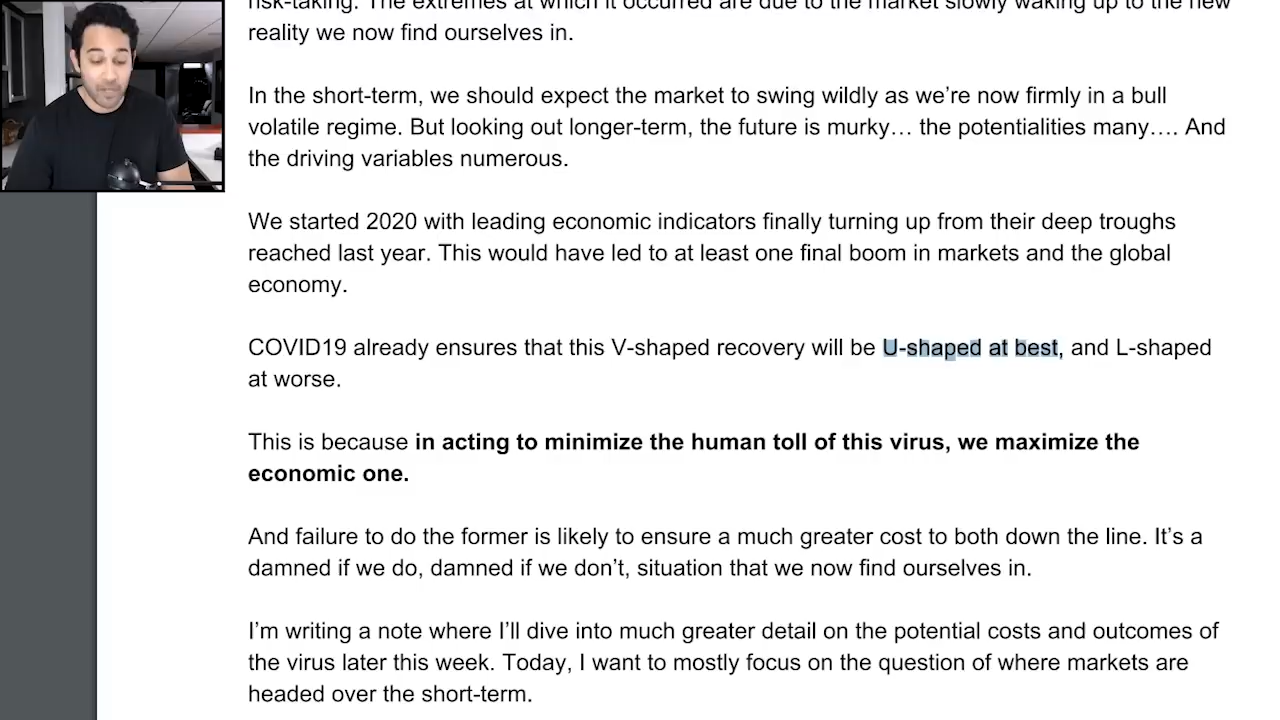 risk-taking. The extremes at which it occurred are due to the market slowly waking up to the new
reality we now find ourselves in.
In the short-term, we should expect the market to swing wildly as we're now firmly in a bull
volatile regime. But looking out longer-term, the future is murky… the potentialities many…. And
the driving variables numerous.
We started 2020 with leading economic indicators finally turning up from their deep troughs
reached last year. This would have led to at least one final boom in markets and the global
economy.
COVID19 already ensures that this V-shaped recovery will be U-shaped at best, and L-shaped
at worse.
This is because in acting to minimize the human toll of this virus, we maximize the
economic one.
And failure to do the former is likely to ensure a much greater cost to both down the line. It's a
damned if we do, damned if we don't, situation that we now find ourselves in.
I'm writing a note where I'll dive into much greater detail on the potential costs and outcomes of
the virus later this week. Today, I want to mostly focus on the question of where markets are
headed over the short-term.